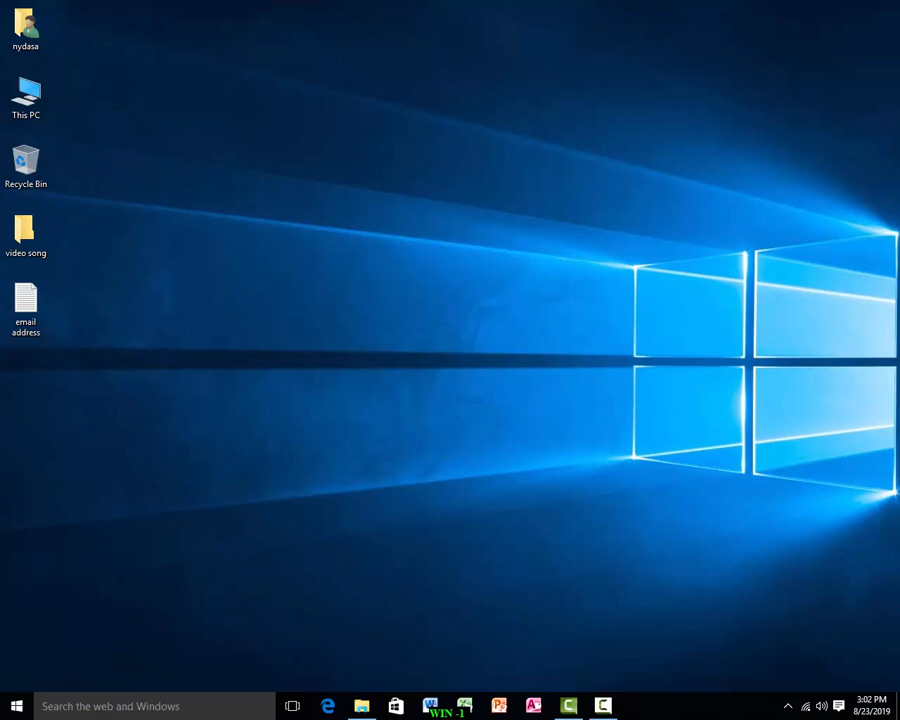 nydasa
This PC
Recycle Bin
video song
email
address
Search the web and Windows
WIN -1
3:02 PM
8/23/2019